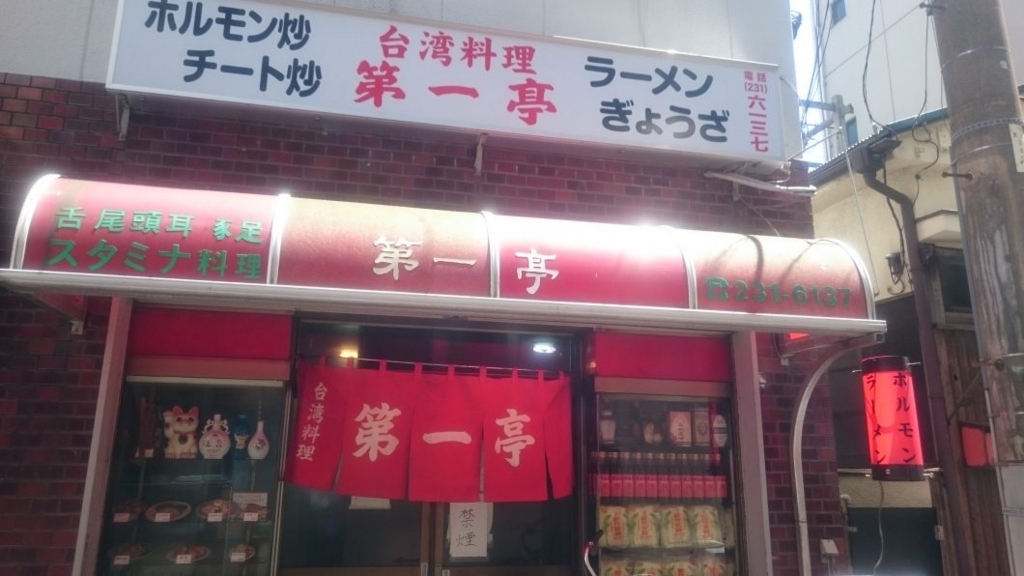 ホルモン炒
チート炒
台湾料理
第一亭
ラーメン
ぎょうざ
電話
(231)
六一三七
舌尾頭耳 豚足
スタミナ料理
第一亭
☎231-6137
台湾料理
第一亭
禁煙
ホルモン
ラーメン